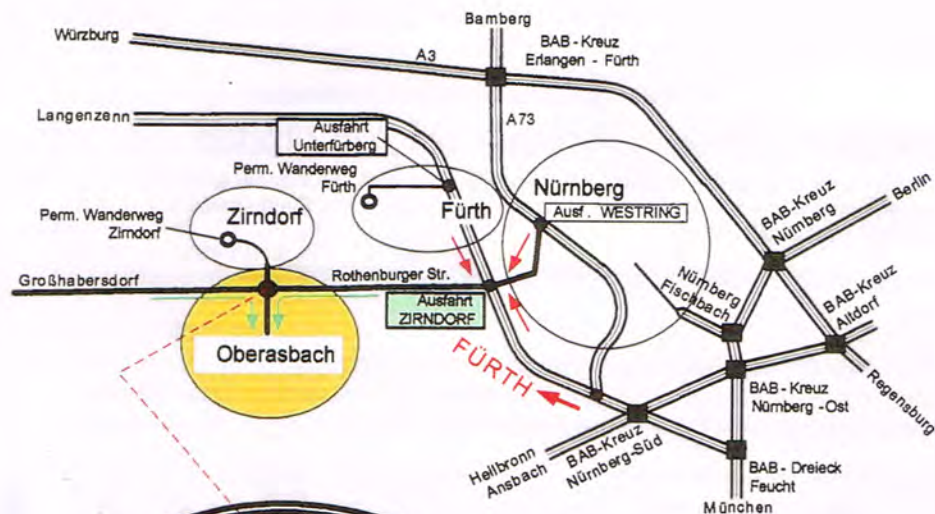 Bamberg
Würzburg
A3
BAB - Kreuz
Erlangen - Fürth
Langenzenn
Ausfahrt
Unterfürberg
A73
Perm. Wanderweg
Fürth
Nürnberg
Ausf. WESTRING
Fürth
Zirndorf
Perm. Wanderweg
Zirndorf
BAB-Kreuz
Nürnberg
Berlin
Großhabersdorf
Rothenburger Str.
Ausfahrt
ZIRNDORF
Nürnberg
Fischbach
BAB-Kreuz
Altdorf
Oberasbach
FÜRTH
Regensburg
BAB - Kreuz
Nürnberg - Ost
Heilbronn
Ansbach
BAB-Kreuz
Nürnberg-Süd
BAB - Dreieck
Feucht
München